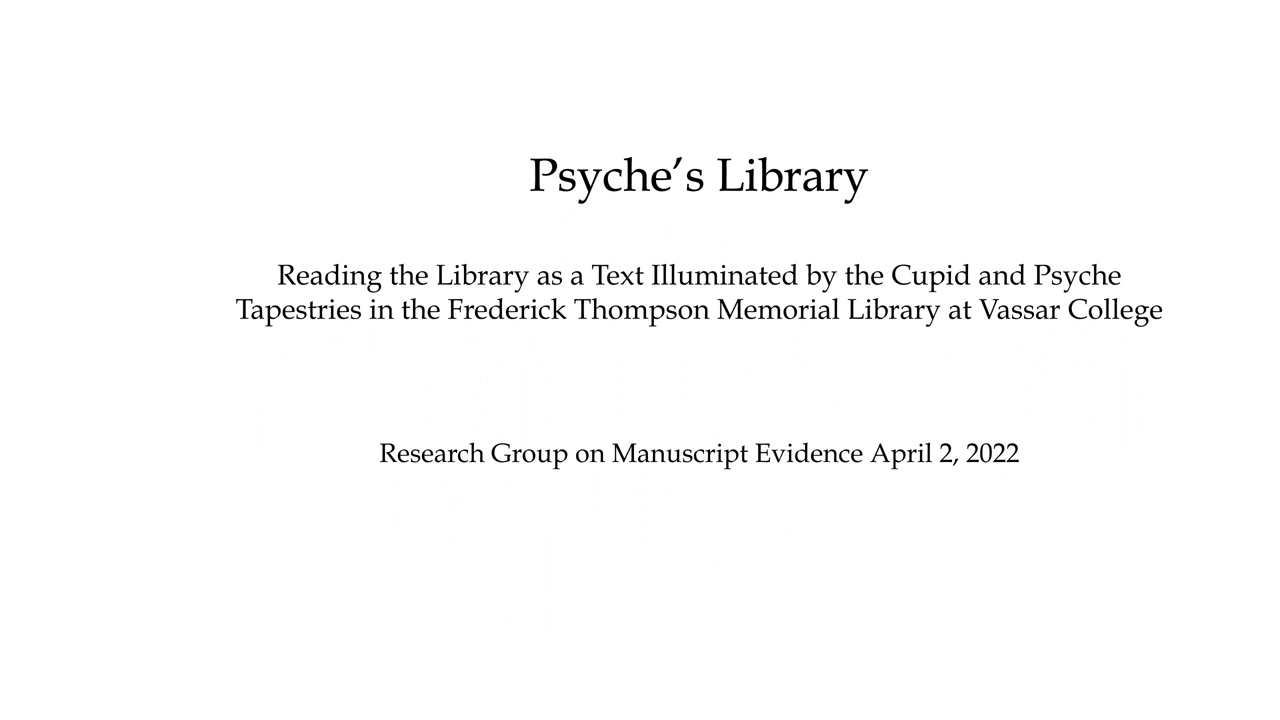 Psyche’s Library
Reading the Library as a Text Illuminated by the Cupid and Psyche
Tapestries in the Frederick Thompson Memorial Library at Vassar College
Research Group on Manuscript Evidence April 2, 2022